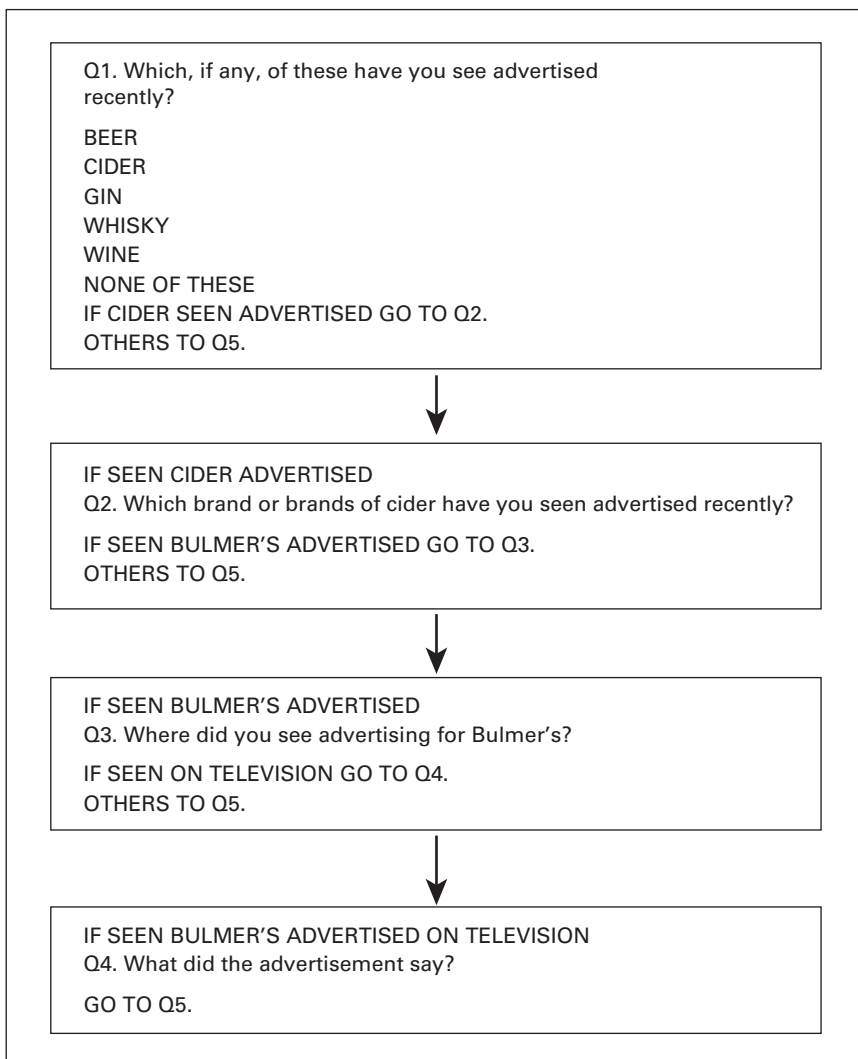 Q1. Which, if any, of these have you see advertised
recently?
BEER
CIDER
GIN
WHISKY
WINE
NONE OF THESE
IF CIDER SEEN ADVERTISED GO TO Q2.
OTHERS TO Q5.
IF SEEN CIDER ADVERTISED
Q2. Which brand or brands of cider have you seen advertised recently?
IF SEEN BULMER’S ADVERTISED GO TO Q3.
OTHERS TO Q5.
IF SEEN BULMER’S ADVERTISED
Q3. Where did you see advertising for Bulmer’s?
IF SEEN ON TELEVISION GO TO Q4.
OTHERS TO Q5.
IF SEEN BULMER’S ADVERTISED ON TELEVISION
Q4. What did the advertisement say?
GO TO Q5.